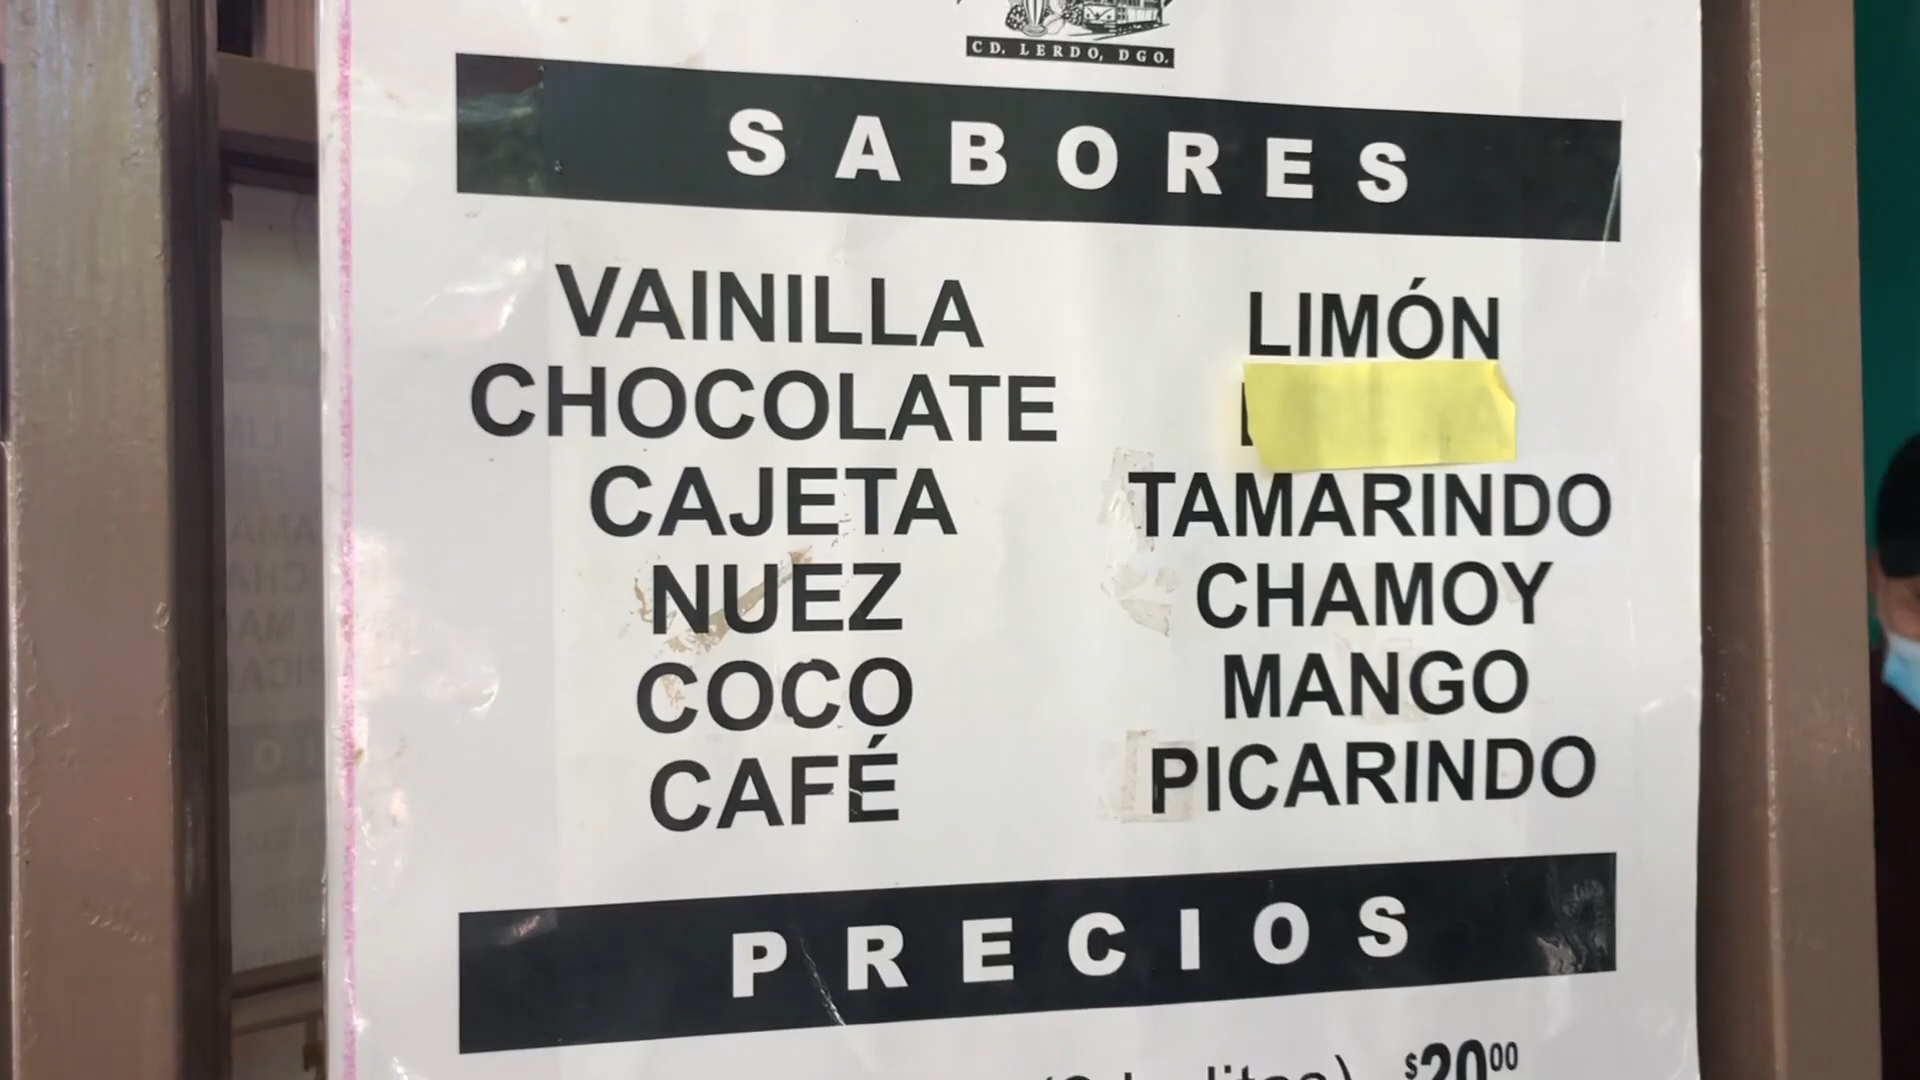 CD. LERDO, DGO.
SABORES
VAINILLA
CHOCOLATE
CAJETA
NUEZ
COCO
CAFÉ
LIMÓN
TAMARINDO
CHAMOY
MANGO
PICARINDO
PRECIOS
$20.00